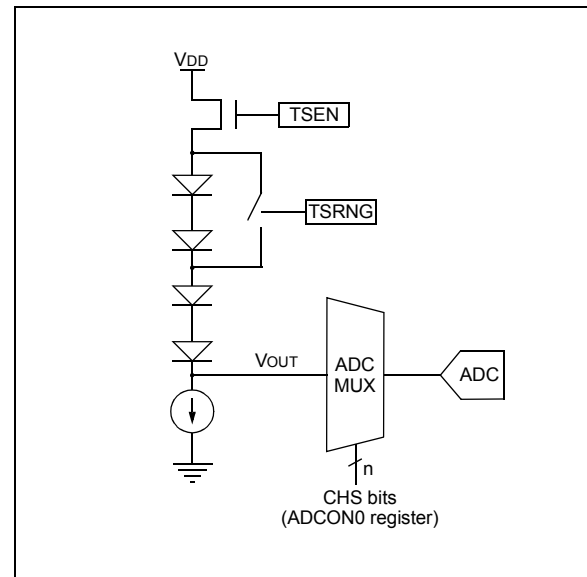 VDD
TSEN
TSRNG
VOUT
ADC
MUX
ADC
n
CHS bits
(ADCON0 register)